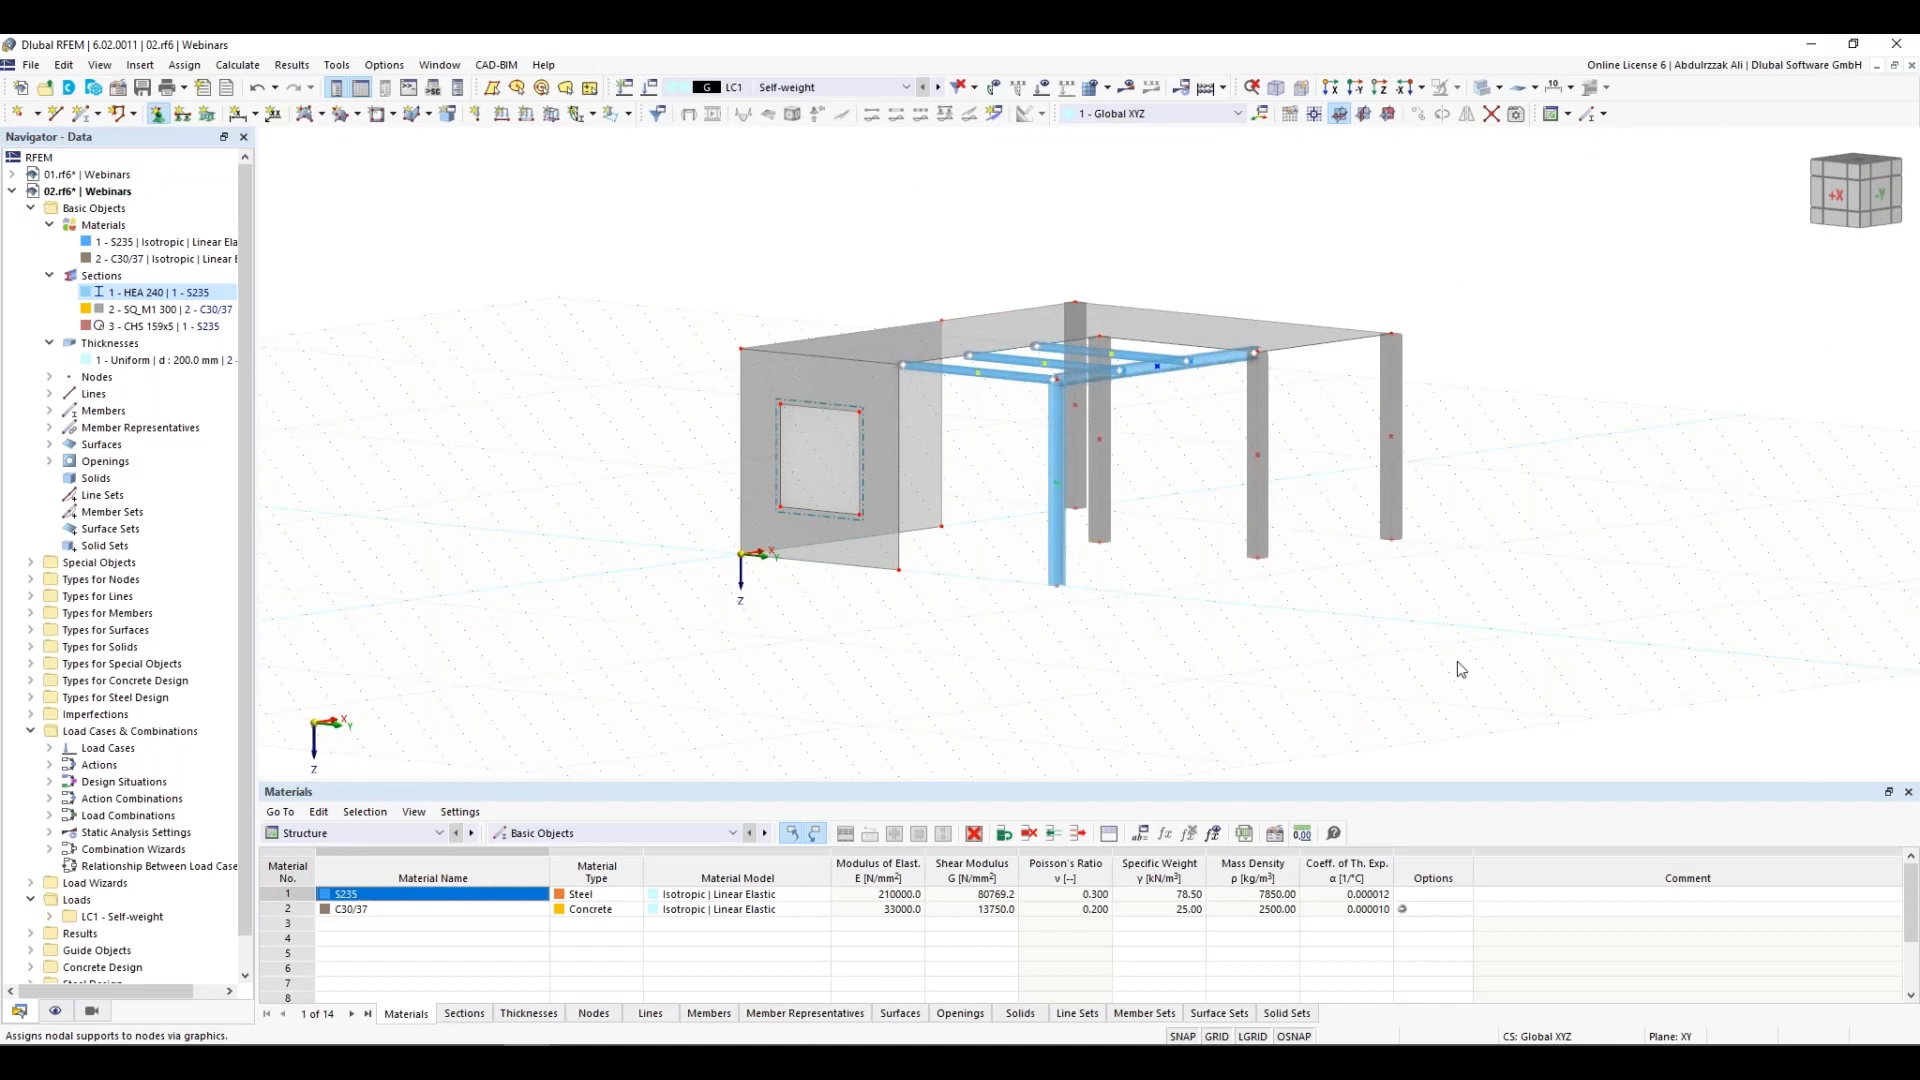 Dlubal RFEM | 6.02.0011 | 02.rf6 | Webinars
File Edit View Insert Assign Calculate Results Tools Options Window CAD-BIM Help
Online License 6 | Abdulrzzak Ali | Dlubal Software GmbH
G LC1 Self-weight
1 - Global XYZ
Navigator - Data
RFEM
01.rf6* | Webinars
02.rf6* | Webinars
Basic Objects
Materials
1 - S235 | Isotropic | Linear Ela
2 - C30/37 | Isotropic | Linear E
Sections
1 - HEA 240 | 1 - S235
2 - SQ_M1 300 | 2 - C30/37
3 - CHS 159x5 | 1 - S235
Thicknesses
1 - Uniform | d : 200.0 mm | 2 -
Nodes
Lines
Members
Member Representatives
Surfaces
Openings
Solids
Line Sets
Member Sets
Surface Sets
Solid Sets
Special Objects
Types for Nodes
Types for Lines
Types for Members
Types for Surfaces
Types for Solids
Types for Special Objects
Types for Concrete Design
Types for Steel Design
Imperfections
Load Cases & Combinations
Load Cases
Actions
Design Situations
Action Combinations
Load Combinations
Static Analysis Settings
Combination Wizards
Relationship Between Load Case
Load Wizards
Loads
LC1 - Self-weight
Results
Guide Objects
Concrete Design
+X -Y
X
Y
Z
X
Y
Z
Materials
Go To Edit Selection View Settings
Structure Basic Objects
Material No. Material Name Material Type Material Model Modulus of Elast. E [N/mm²] Shear Modulus G [N/mm²] Poisson's Ratio ν [--] Specific Weight γ [kN/m³] Mass Density ρ [kg/m³] Coeff. of Th. Exp. α [1/°C] Options Comment
1 S235 Steel Isotropic | Linear Elastic 210000.0 80769.2 0.300 78.50 7850.00 0.000012
2 C30/37 Concrete Isotropic | Linear Elastic 33000.0 13750.0 0.200 25.00 2500.00 0.000010
3
4
5
6
7
8
1 of 14 Materials Sections Thicknesses Nodes Lines Members Member Representatives Surfaces Openings Solids Line Sets Member Sets Surface Sets Solid Sets
Assigns nodal supports to nodes via graphics.
SNAP GRID LGRID OSNAP CS: Global XYZ Plane: XY